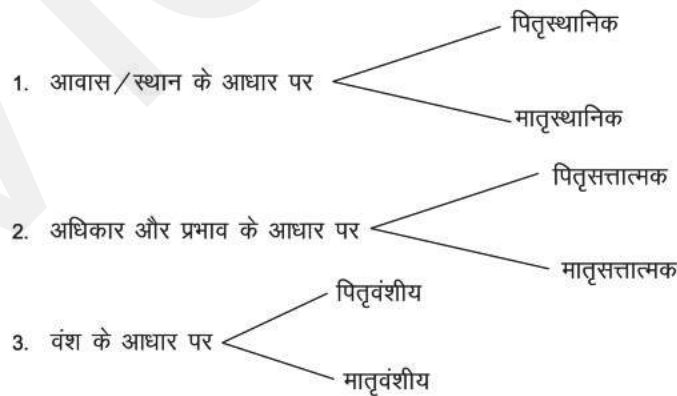 पितृस्थानिक
1. आवास/स्थान के आधार पर
मातृस्थानिक
पितृसत्तात्मक
2. अधिकार और प्रभाव के आधार पर
मातृसत्तात्मक
पितृवंशीय
3. वंश के आधार पर
मातृवंशीय